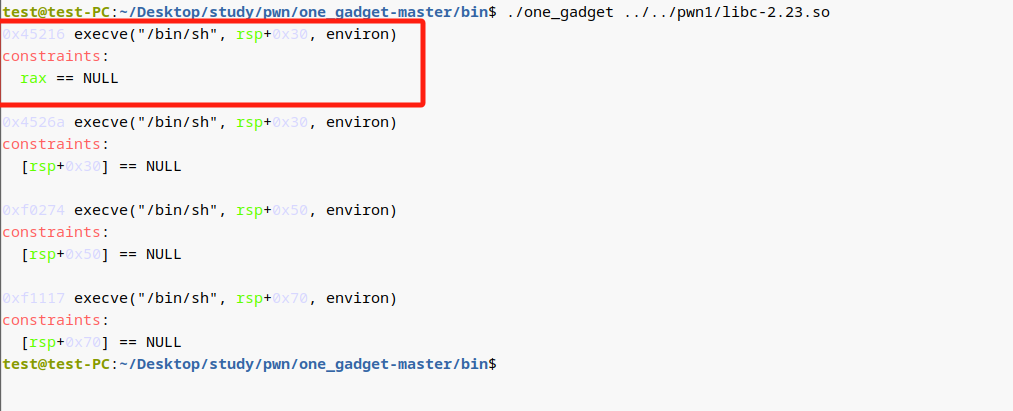 test@test-PC:~/Desktop/study/pwn/one_gadget-master/bin$ ./one_gadget ../../pwn1/libc-2.23.so
0x45216 execve("/bin/sh", rsp+0x30, environ)
constraints:
  rax == NULL

0x4526a execve("/bin/sh", rsp+0x30, environ)
constraints:
  [rsp+0x30] == NULL

0xf0274 execve("/bin/sh", rsp+0x50, environ)
constraints:
  [rsp+0x50] == NULL

0xf1117 execve("/bin/sh", rsp+0x70, environ)
constraints:
  [rsp+0x70] == NULL
test@test-PC:~/Desktop/study/pwn/one_gadget-master/bin$